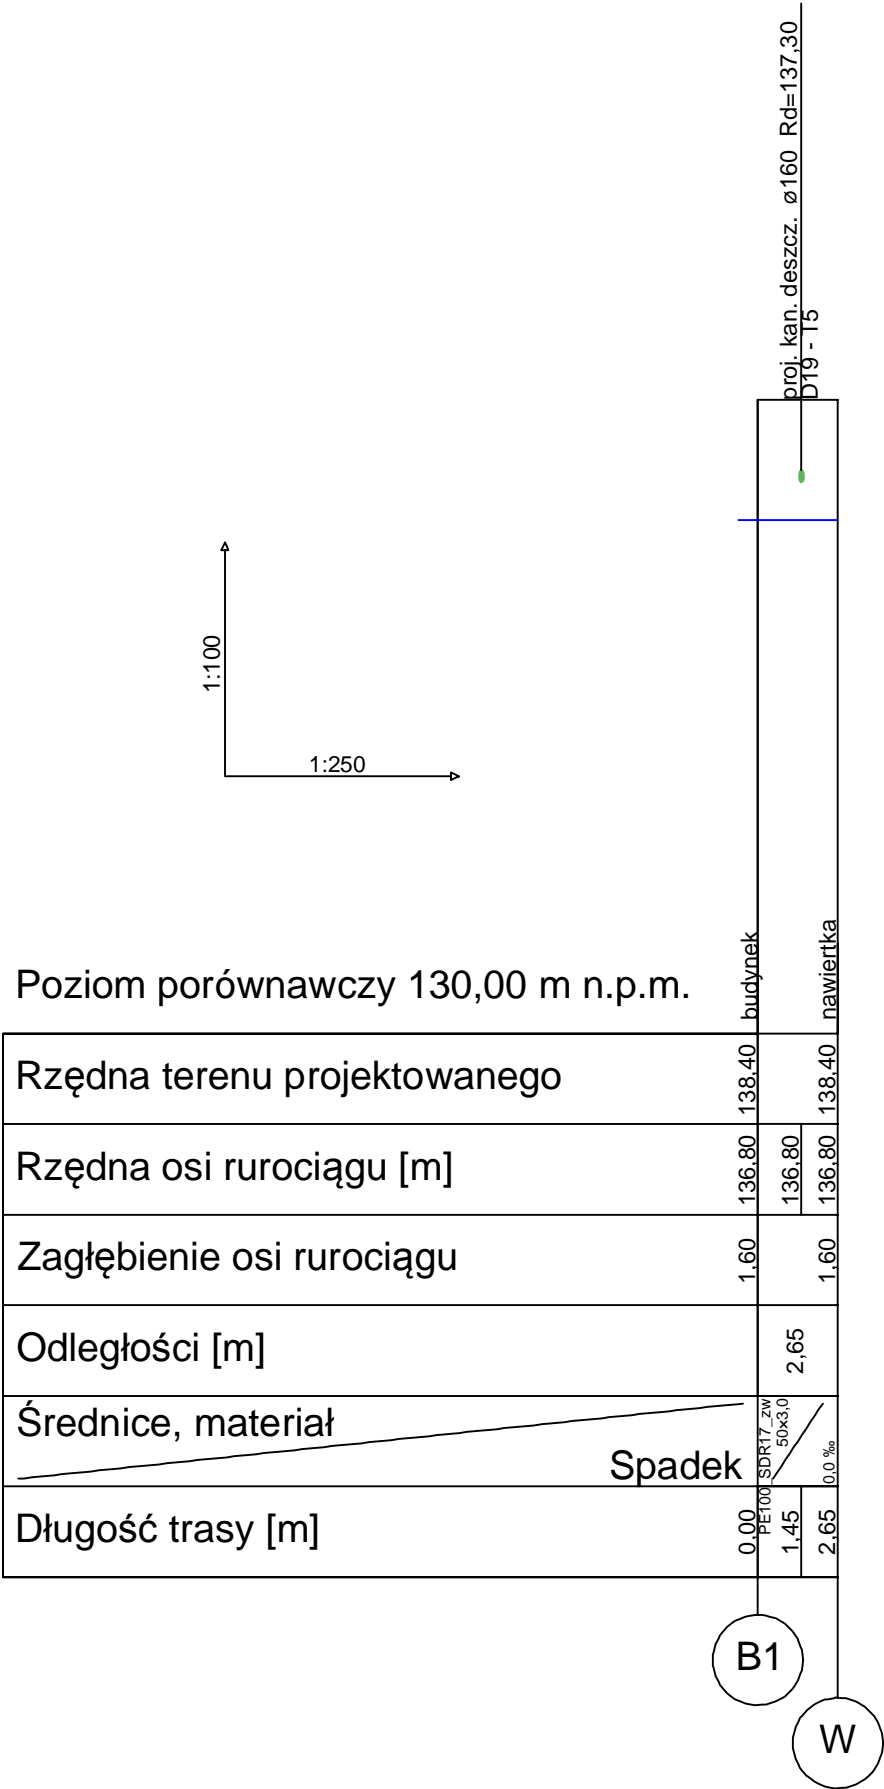 proj. kan. deszcz. ø160 Rd=137,30
D19 - T5
1:100
1:250
budynek
nawiertka
Poziom porównawczy 130,00 m n.p.m.
Rzędna terenu projektowanego
138,40
138,40
Rzędna osi rurociągu [m]
136,80
136,80
136,80
Zagłębienie osi rurociągu
1,60
1,60
Odległości [m]
2,65
Średnice, materiał
Spadek
PE100_SDR17_zw
50x3,0
0,0 ‰
Długość trasy [m]
0,00
1,45
2,65
B1
W